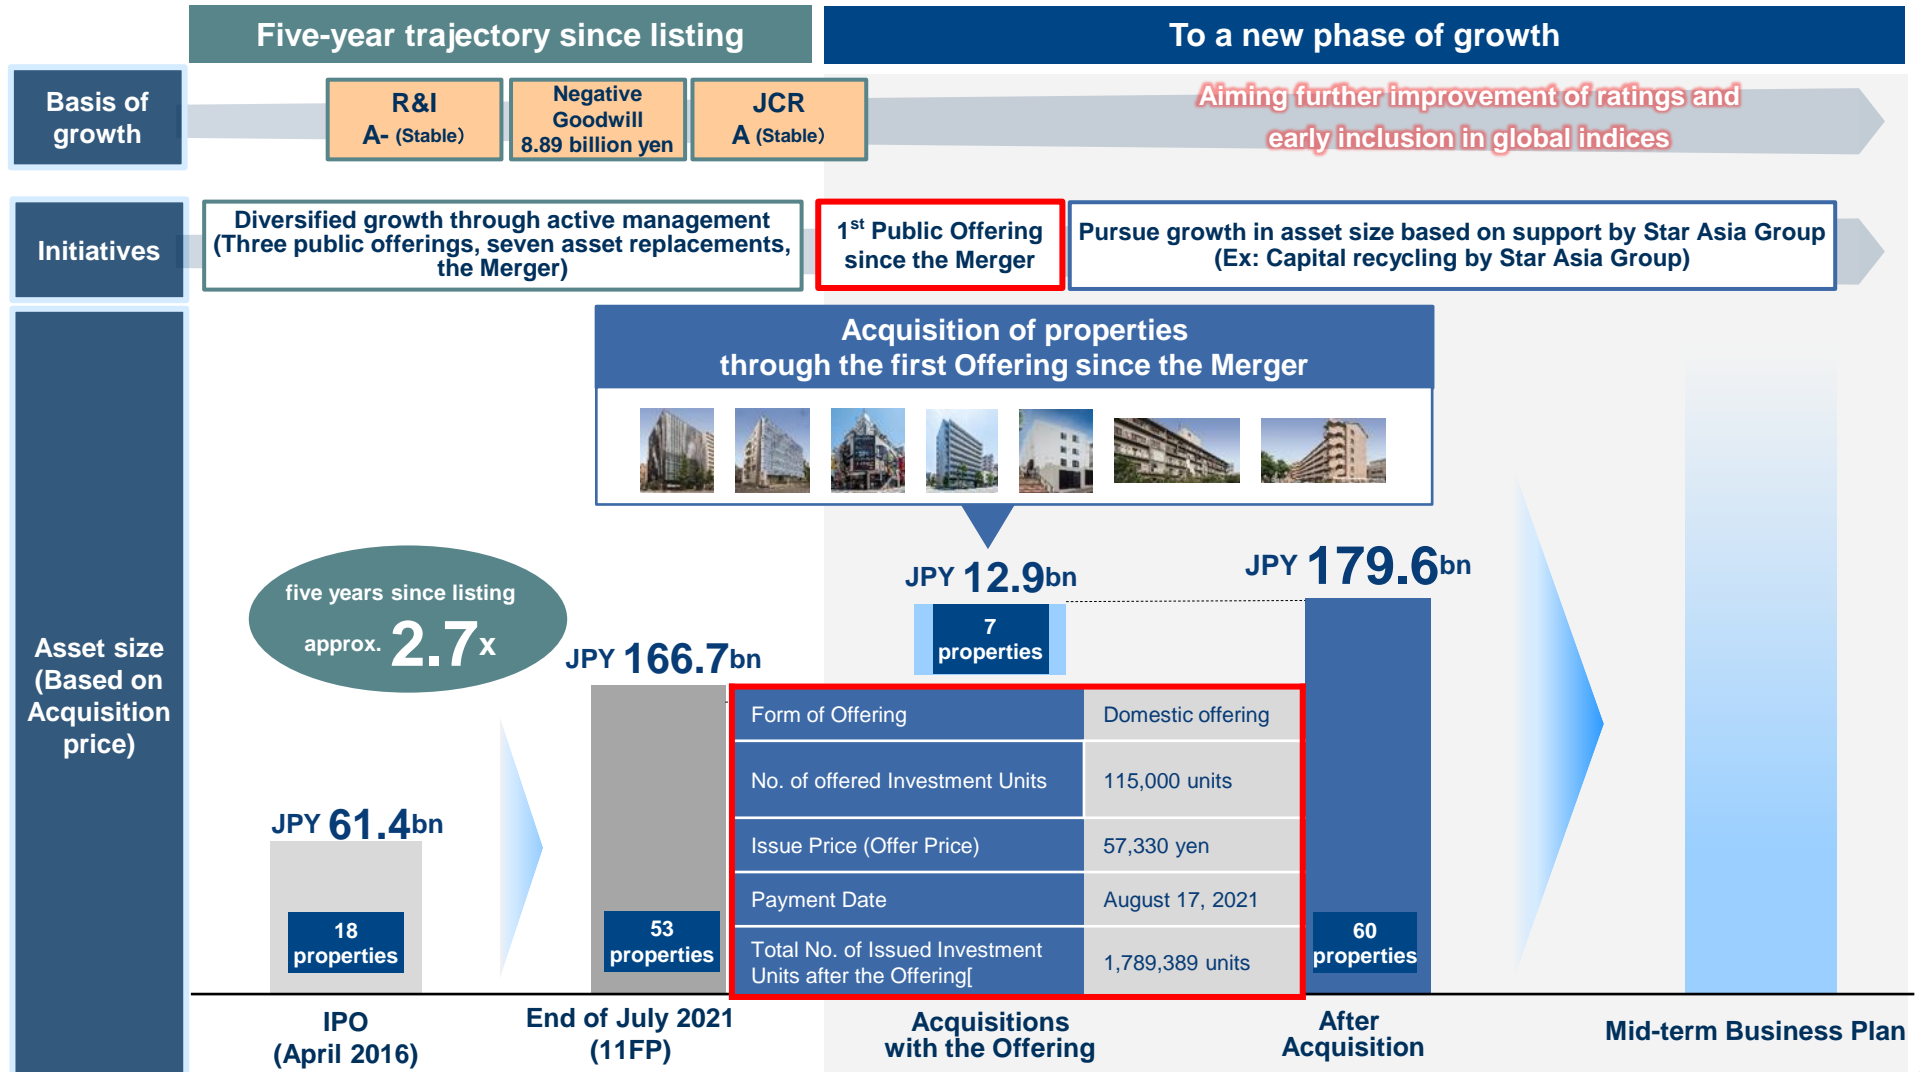 Five-year trajectory since listing
To a new phase of growth
Basis of
growth
R&I
A- (Stable）
Negative
Goodwill
8.89 billion yen
JCR
A (Stable）
Aiming further improvement of ratings and
early inclusion in global indices
Initiatives
Diversified growth through active management
(Three public offerings, seven asset replacements,
the Merger)
1st Public Offering
since the Merger
Pursue growth in asset size based on support by Star Asia Group
(Ex: Capital recycling by Star Asia Group)
Acquisition of properties
through the first Offering since the Merger
Asset size
(Based on
Acquisition
price)
five years since listing
approx. 2.7x
JPY 61.4bn
18
properties
IPO
(April 2016)
JPY 166.7bn
53
properties
End of July 2021
(11FP)
JPY 12.9bn
7
properties
Form of Offering Domestic offering
No. of offered Investment Units 115,000 units
Issue Price (Offer Price) 57,330 yen
Payment Date August 17, 2021
Total No. of Issued Investment
Units after the Offering[ 1,789,389 units
Acquisitions
with the Offering
JPY 179.6bn
60
properties
After
Acquisition
Mid-term Business Plan